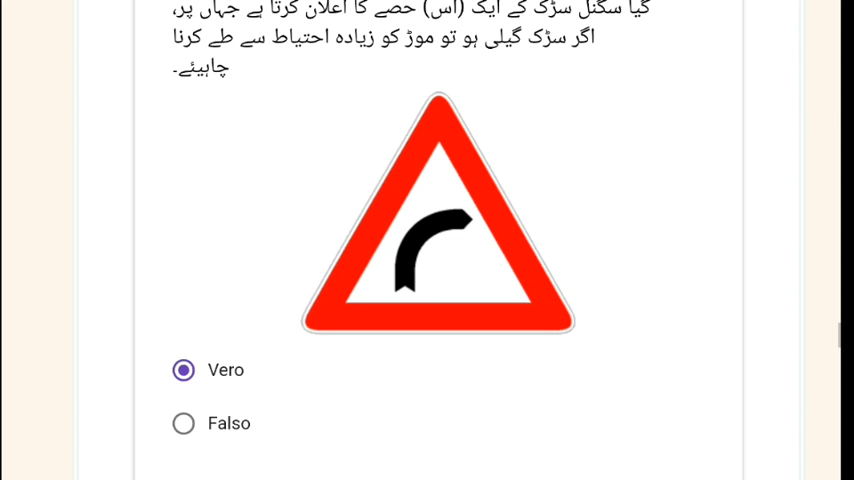 گیا سگنل سڑک کے ایک (اس) حصے کا اعلان کرتا ہے جہاں پر،
اگر سڑک گیلی ہو تو موڑ کو زیادہ احتیاط سے طے کرنا
چاہیئے۔
Vero
Falso